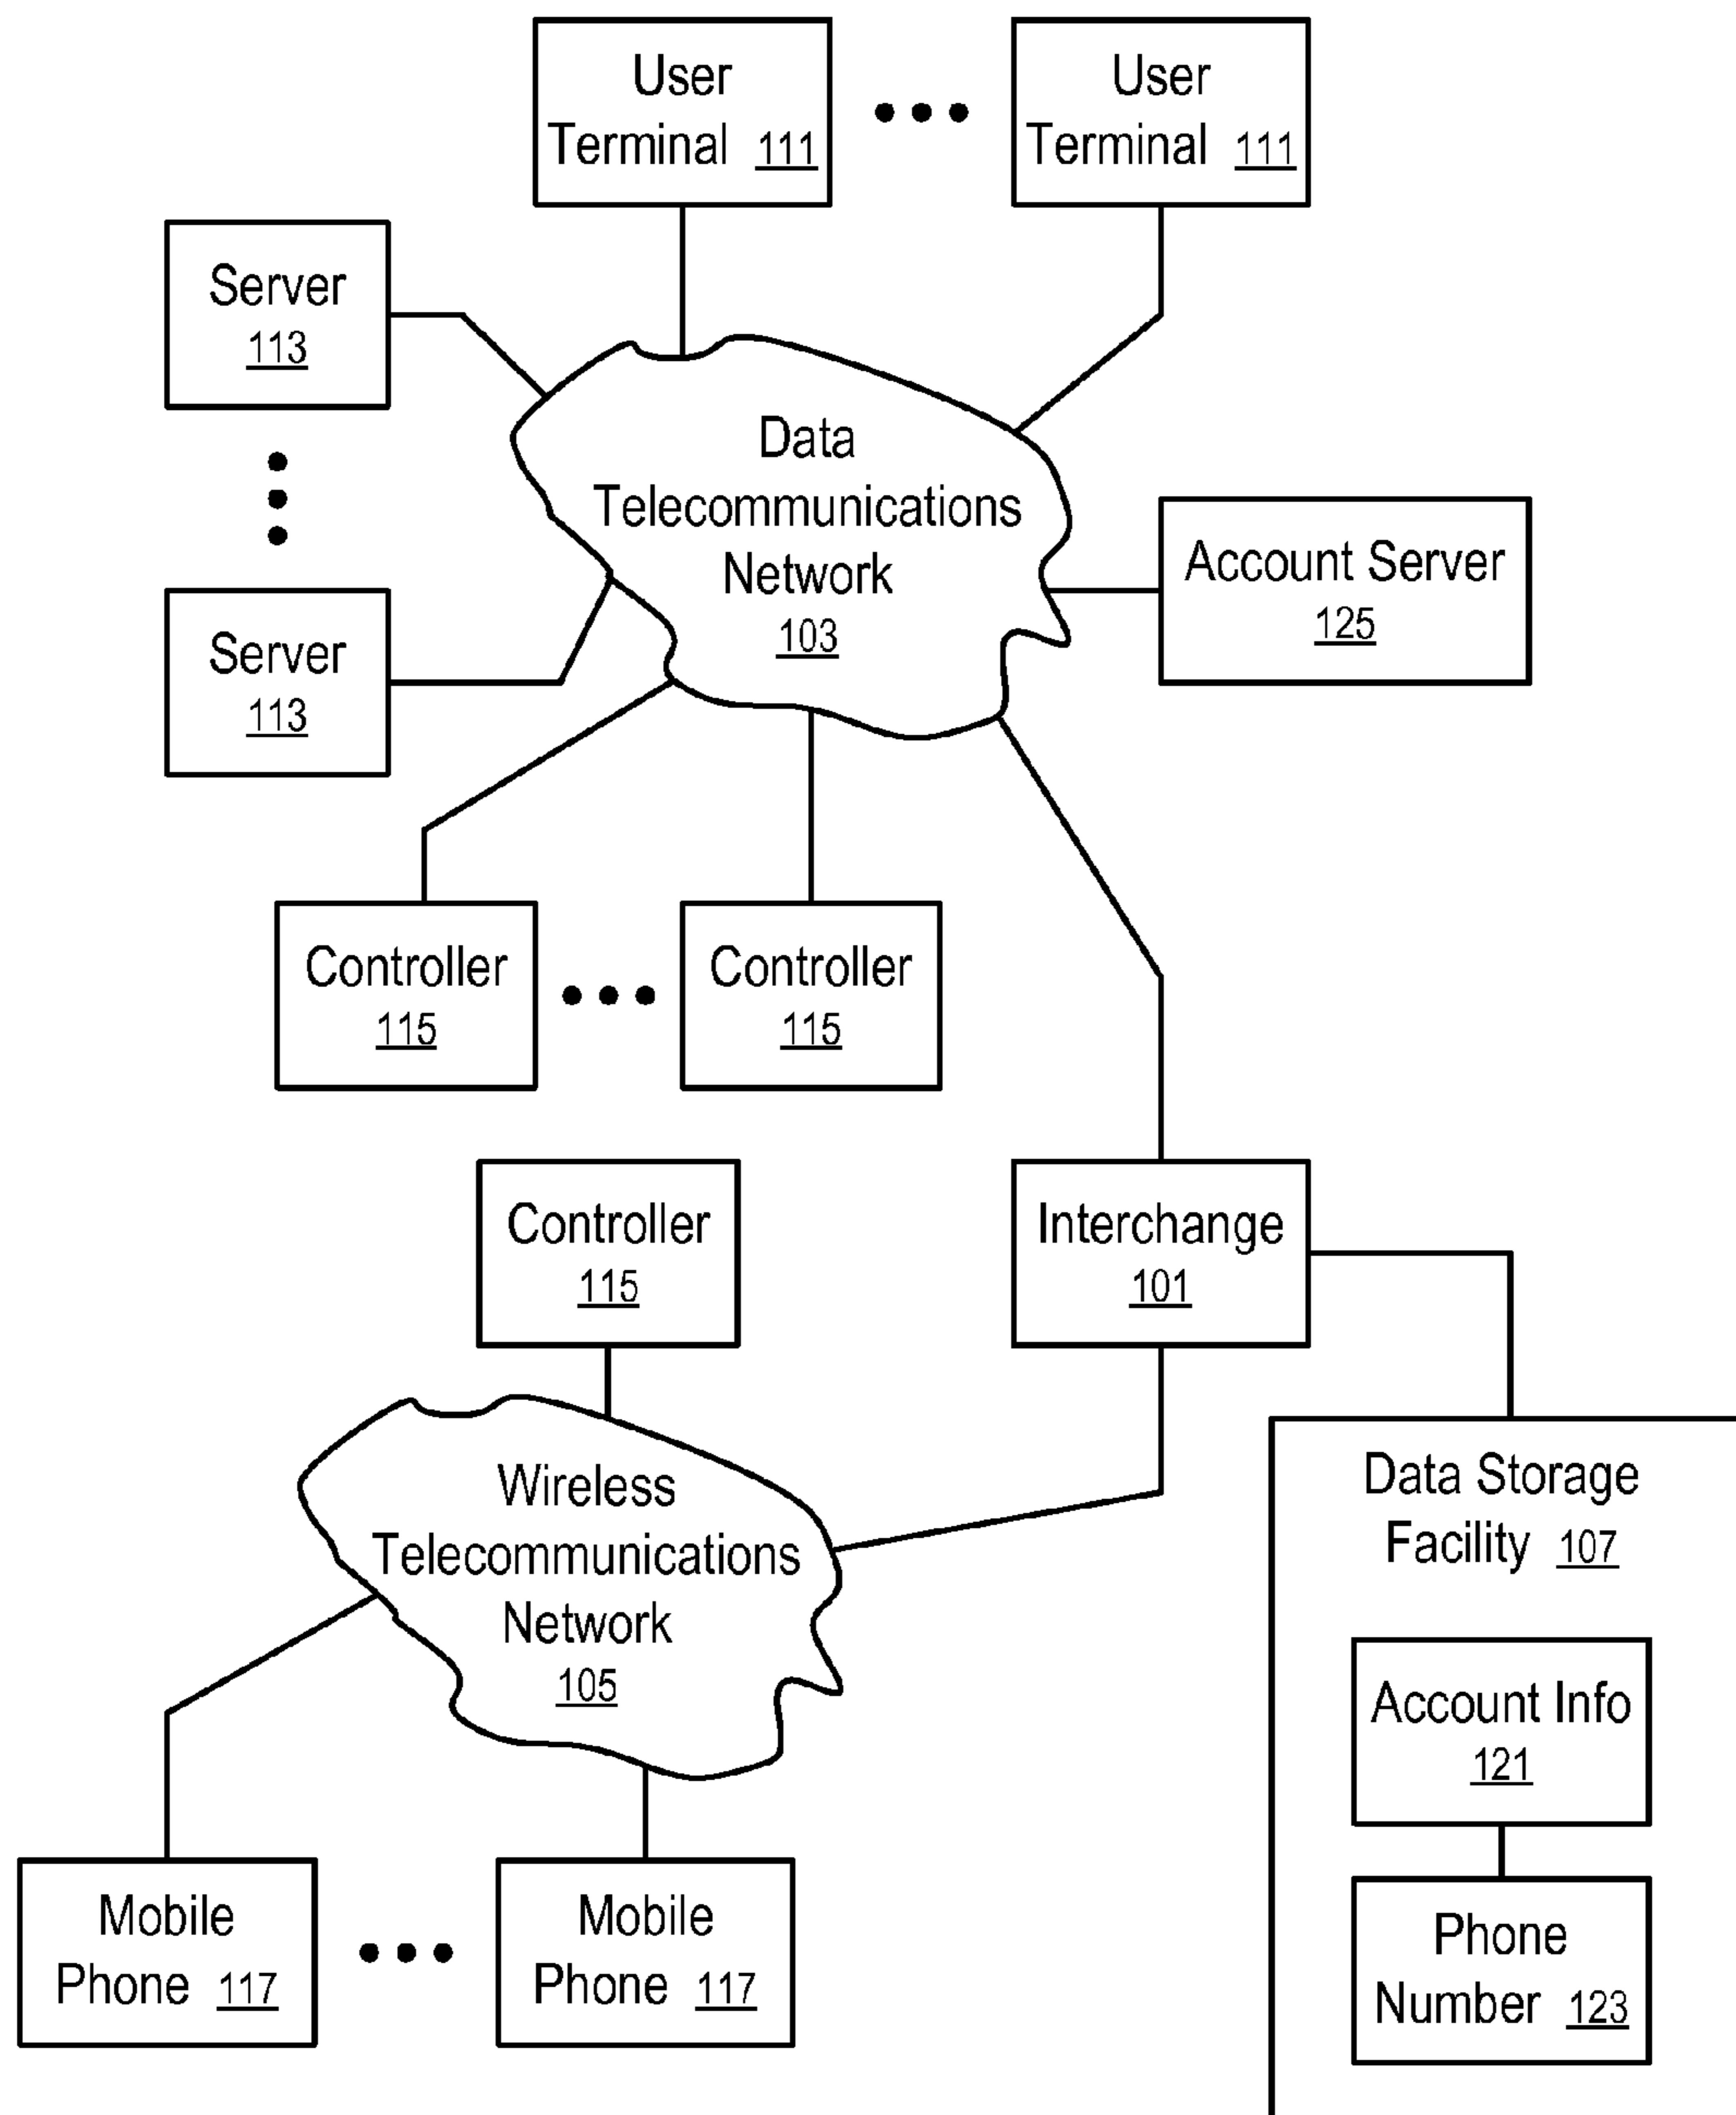 User
Terminal 111
User
Terminal 111
Server
113
Data
Telecommunications
Network
103
Account Server
125
Server
113
Controller
115
Controller
115
Controller
115
Interchange
101
Wireless
Telecommunications
Network
105
Data Storage
Facility 107
Account Info
121
Mobile
Phone 117
Mobile
Phone 117
Phone
Number 123